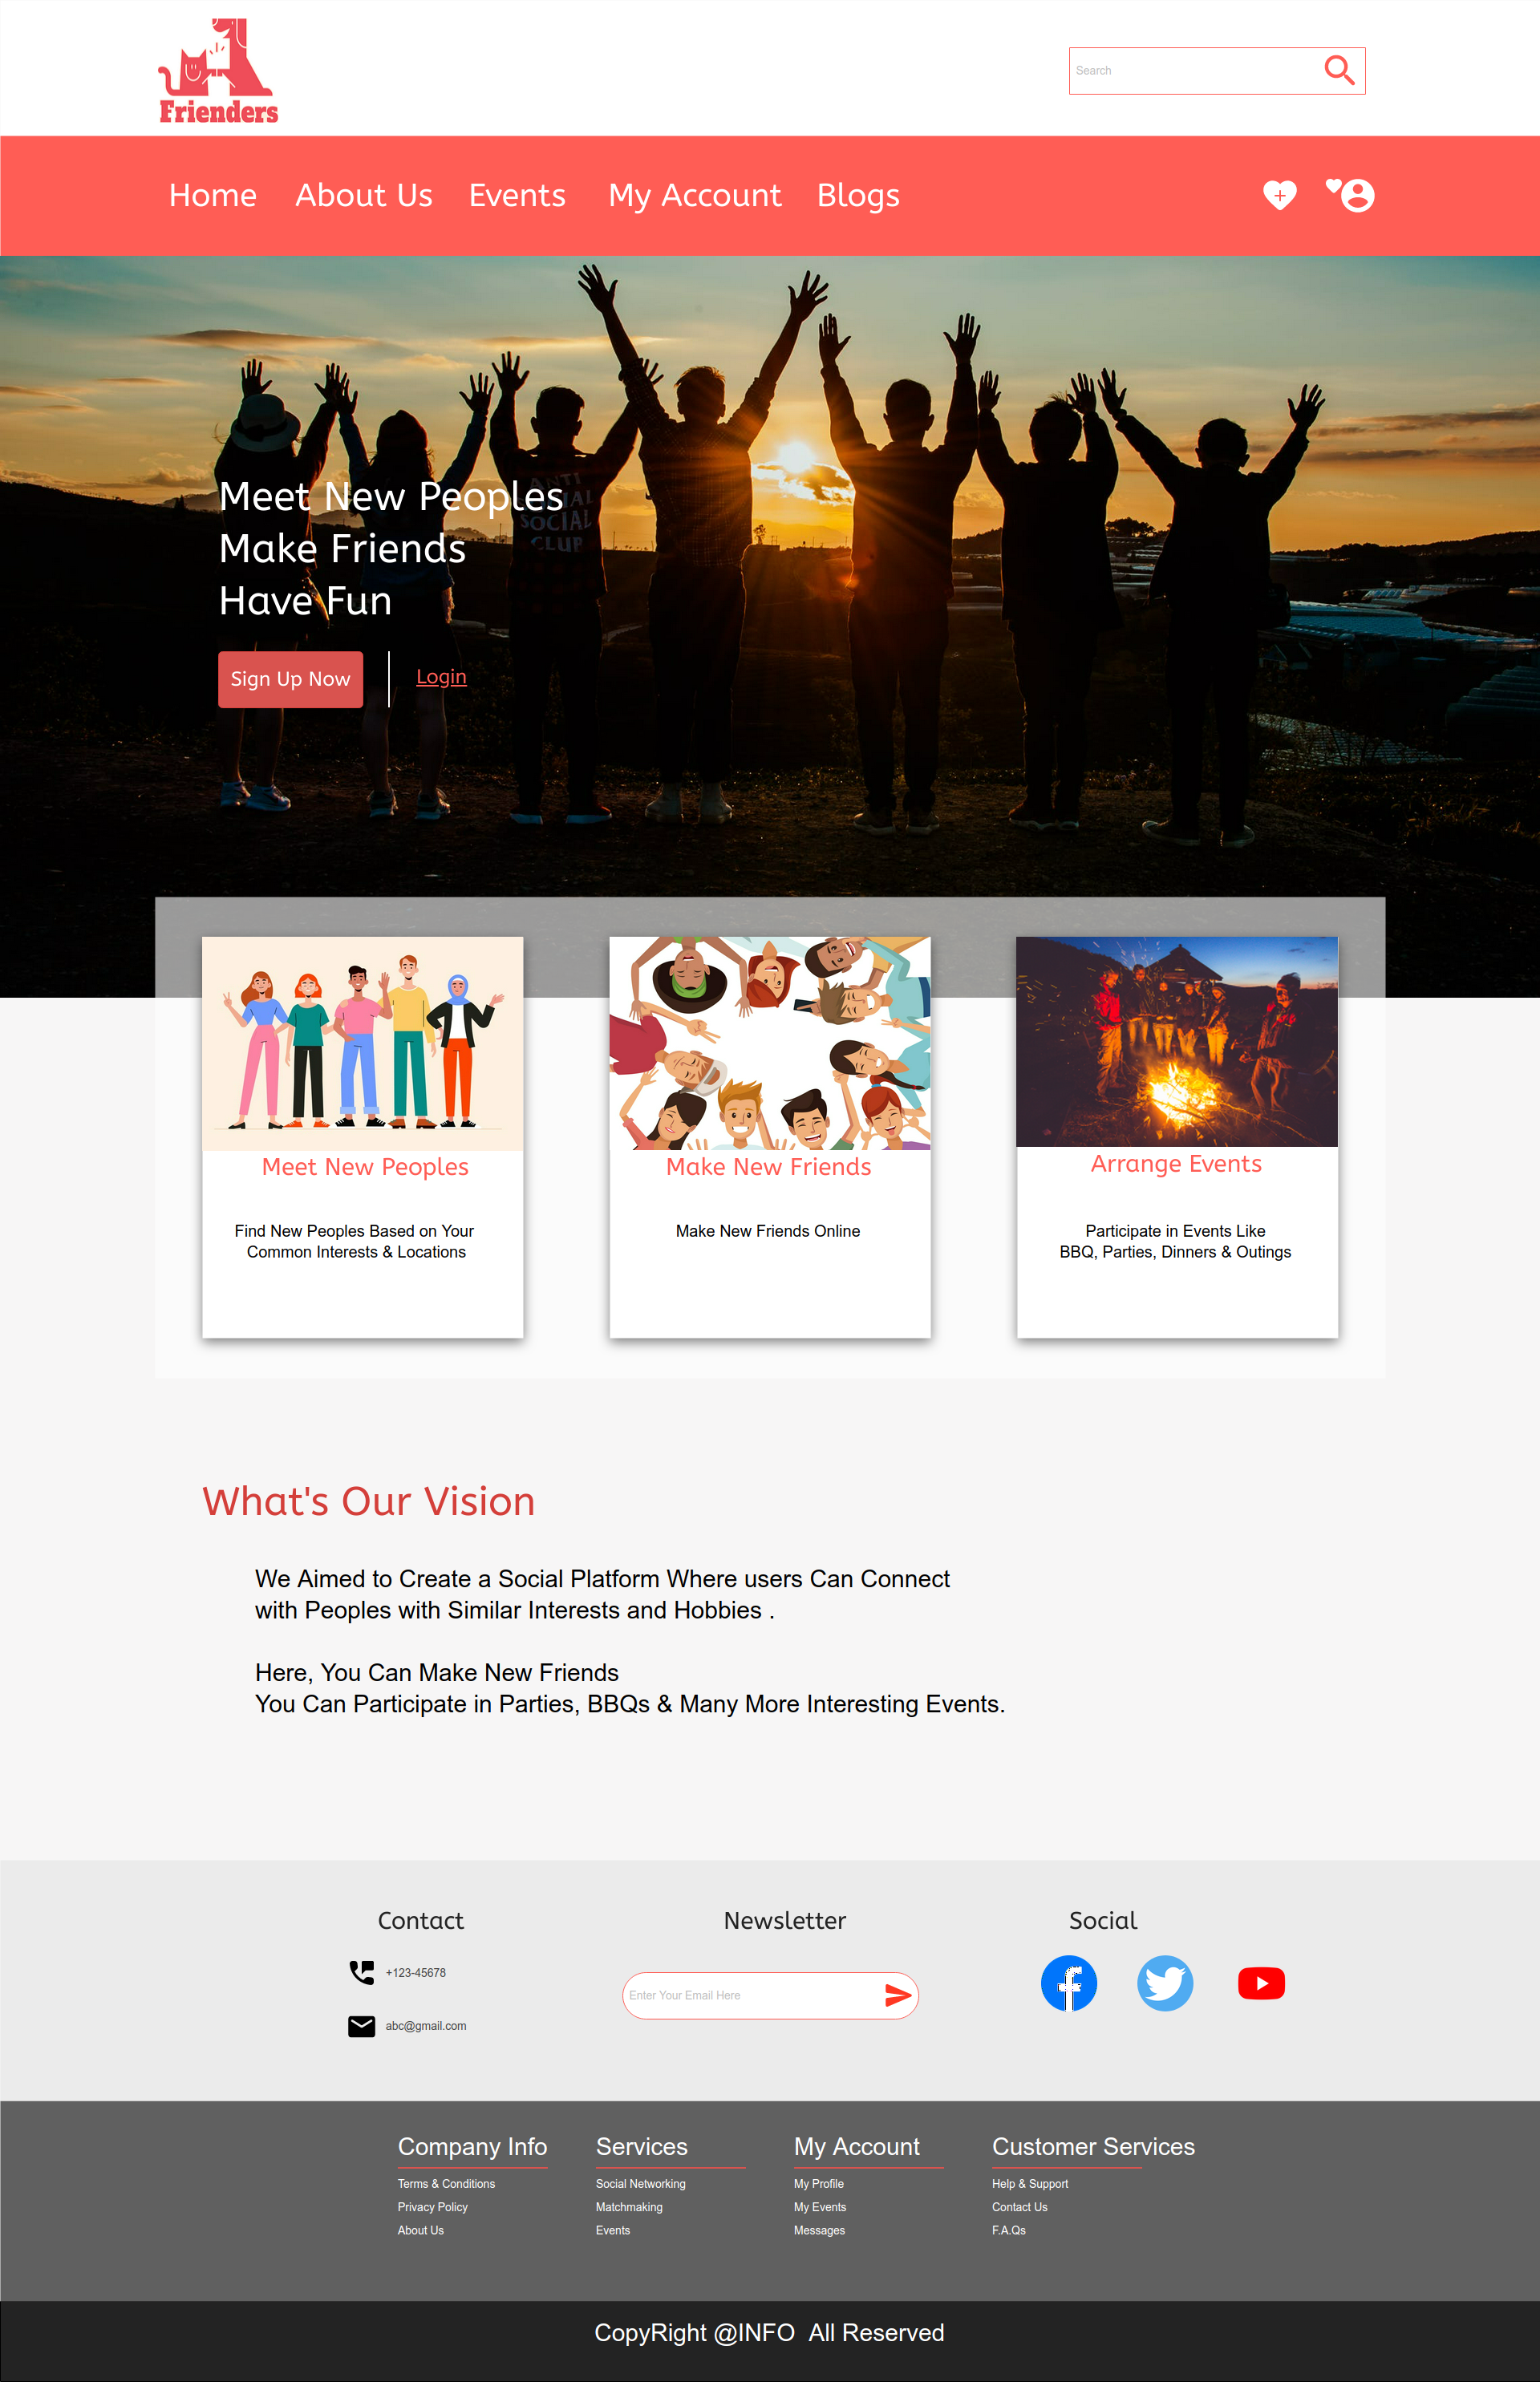 Frienders
Search
Home About Us Events My Account Blogs
ANTI
SOCIAL
SOCIAL
CLUB
Meet New Peoples
Make Friends
Have Fun
Sign Up Now
Login
Meet New Peoples
Find New Peoples Based on Your
Common Interests & Locations
Make New Friends
Make New Friends Online
Arrange Events
Participate in Events Like
BBQ, Parties, Dinners & Outings
What's Our Vision
We Aimed to Create a Social Platform Where users Can Connect
with Peoples with Similar Interests and Hobbies .
Here, You Can Make New Friends
You Can Participate in Parties, BBQs & Many More Interesting Events.
Contact
+123-45678
abc@gmail.com
Newsletter
Enter Your Email Here
Social
Company Info
Terms & Conditions
Privacy Policy
About Us
Services
Social Networking
Matchmaking
Events
My Account
My Profile
My Events
Messages
Customer Services
Help & Support
Contact Us
F.A.Qs
CopyRight @INFO  All Reserved